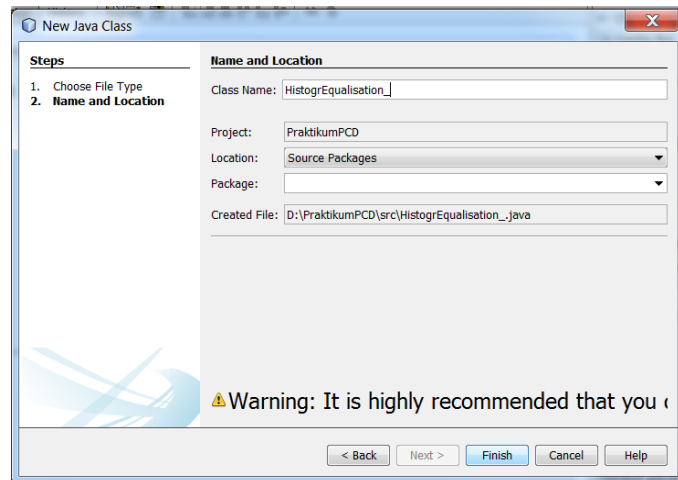 New Java Class
X
Steps
1. Choose File Type
2. Name and Location
Name and Location
Class Name: HistogrEqualisation_
Project: PraktikumPCD
Location: Source Packages
Package:
Created File: D:\PraktikumPCD\src\HistogrEqualisation_.java
Warning: It is highly recommended that you
< Back Next > Finish Cancel Help